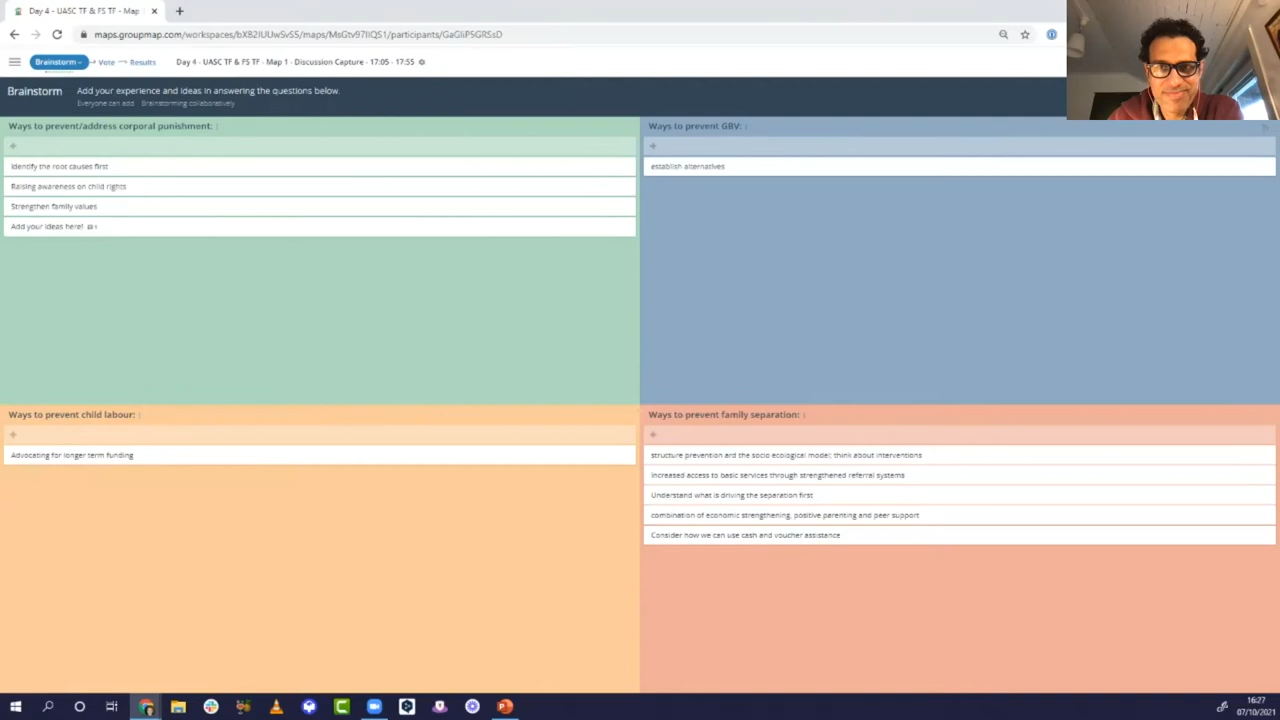 Day 4 - UASC TF & FS TF - Map
maps.groupmap.com/workspaces/
Brainstorm
Vote
Results
Day 4 - UASC TF & FS TF - Map 1 - Discussion Capture - 17:05 - 17:55
Brainstorm
Add your experience and ideas in answering the questions below.
Everyone can add Brainstorming collaboratively
Ways to prevent/address corporal punishment:
Identify the root causes first
Raising awareness on child rights
Strengthen family values
Add your ideas here!
Ways to prevent GBV:
establish alternatives
Ways to prevent child labour:
Advocating for longer term funding
Ways to prevent family separation:
structure prevention ard the socio ecological model; think about interventions
Increased access to basic services through strengthened referral systems
Understand what is driving the separation first
combination of economic strengthening, positive parenting and peer support
Consider how we can use cash and voucher assistance
16:27
07/10/2021